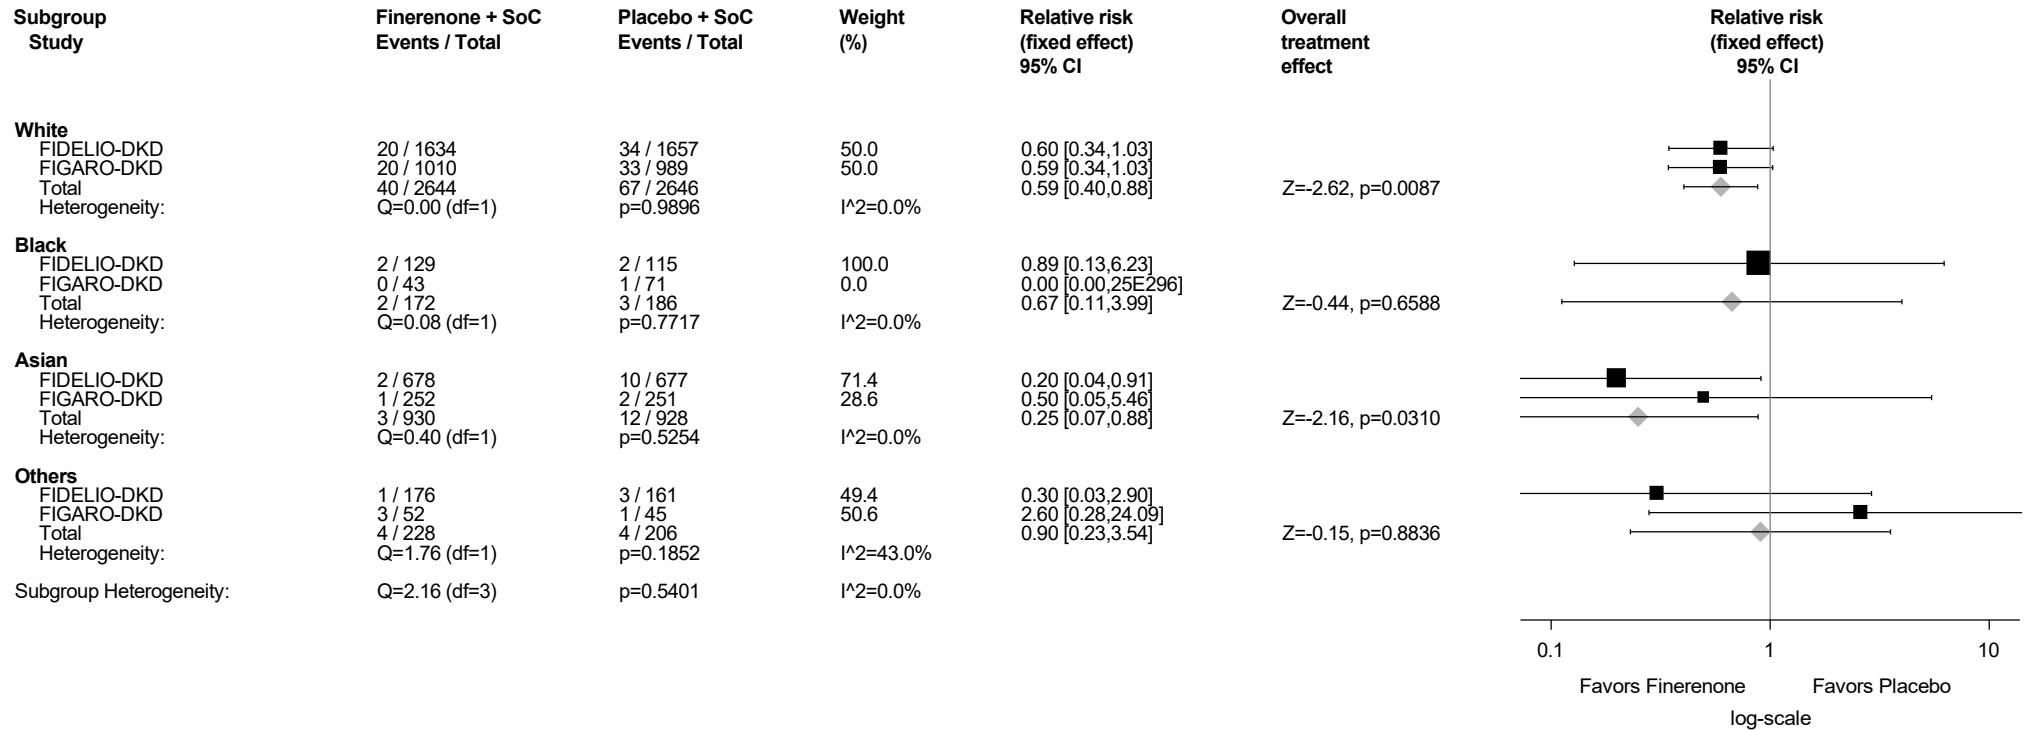 Subgroup Finerenone + SoC Placebo + SoC Weight Relative risk Overall Relative risk
Study Events / Total Events / Total (%) (fixed effect) treatment (fixed effect)
95% CI effect 95% CI
White
FIDELIO-DKD 20 / 1634 34 / 1657 50.0 0.60 [0.34,1.03]
FIGARO-DKD 20 / 1010 33 / 989 50.0 0.59 [0.34,1.03]
Total 40 / 2644 67 / 2646 0.59 [0.40,0.88] Z=-2.62, p=0.0087
Heterogeneity: Q=0.00 (df=1) p=0.9896 I^2=0.0%
Black
FIDELIO-DKD 2 / 129 2 / 115 100.0 0.89 [0.13,6.23]
FIGARO-DKD 0 / 43 1 / 71 0.0 0.00 [0.00,25E296]
Total 2 / 172 3 / 186 0.67 [0.11,3.99] Z=-0.44, p=0.6588
Heterogeneity: Q=0.08 (df=1) p=0.7717 I^2=0.0%
Asian
FIDELIO-DKD 2 / 678 10 / 677 71.4 0.20 [0.04,0.91]
FIGARO-DKD 1 / 252 2 / 251 28.6 0.50 [0.05,5.46]
Total 3 / 930 12 / 928 0.25 [0.07,0.88] Z=-2.16, p=0.0310
Heterogeneity: Q=0.40 (df=1) p=0.5254 I^2=0.0%
Others
FIDELIO-DKD 1 / 176 3 / 161 49.4 0.30 [0.03,2.90]
FIGARO-DKD 3 / 52 1 / 45 50.6 2.60 [0.28,24.09]
Total 4 / 228 4 / 206 0.90 [0.23,3.54] Z=-0.15, p=0.8836
Heterogeneity: Q=1.76 (df=1) p=0.1852 I^2=43.0%
Subgroup Heterogeneity: Q=2.16 (df=3) p=0.5401 I^2=0.0%
0.1 1 10
Favors Finerenone Favors Placebo
log-scale